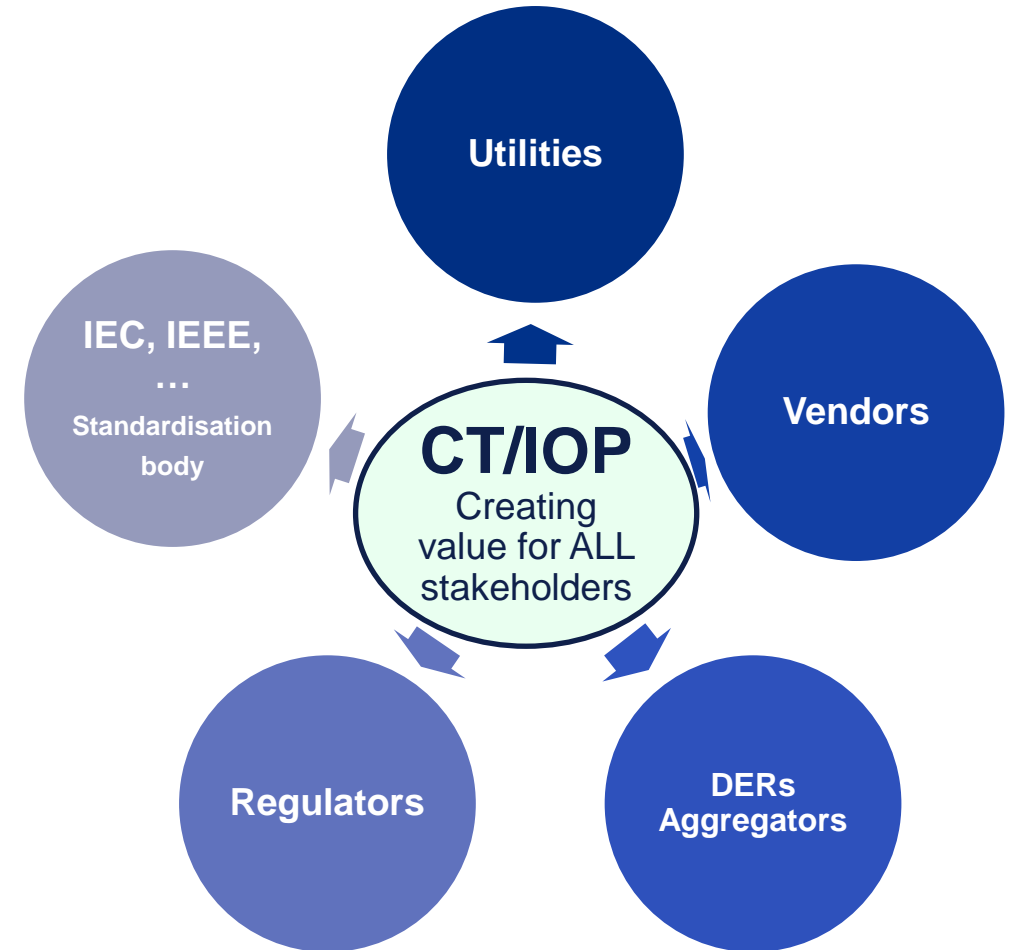 Utilities
IEC, IEEE,
…
Standardisation
body
Vendors
CT/IOP
Creating
value for ALL
stakeholders
Regulators
DERs
Aggregators